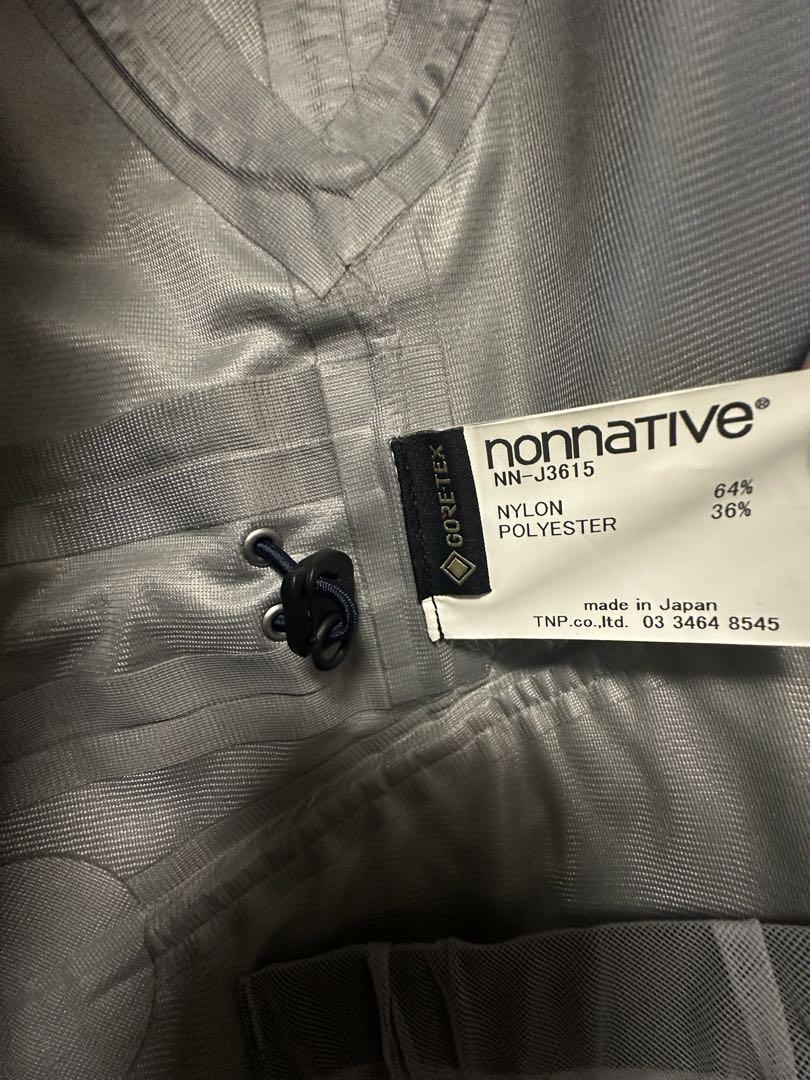 GORE-TEX
nonnative®
NN-J3615
NYLON 64%
POLYESTER 36%
made in Japan
TNP.co.,ltd. 03 3464 8545